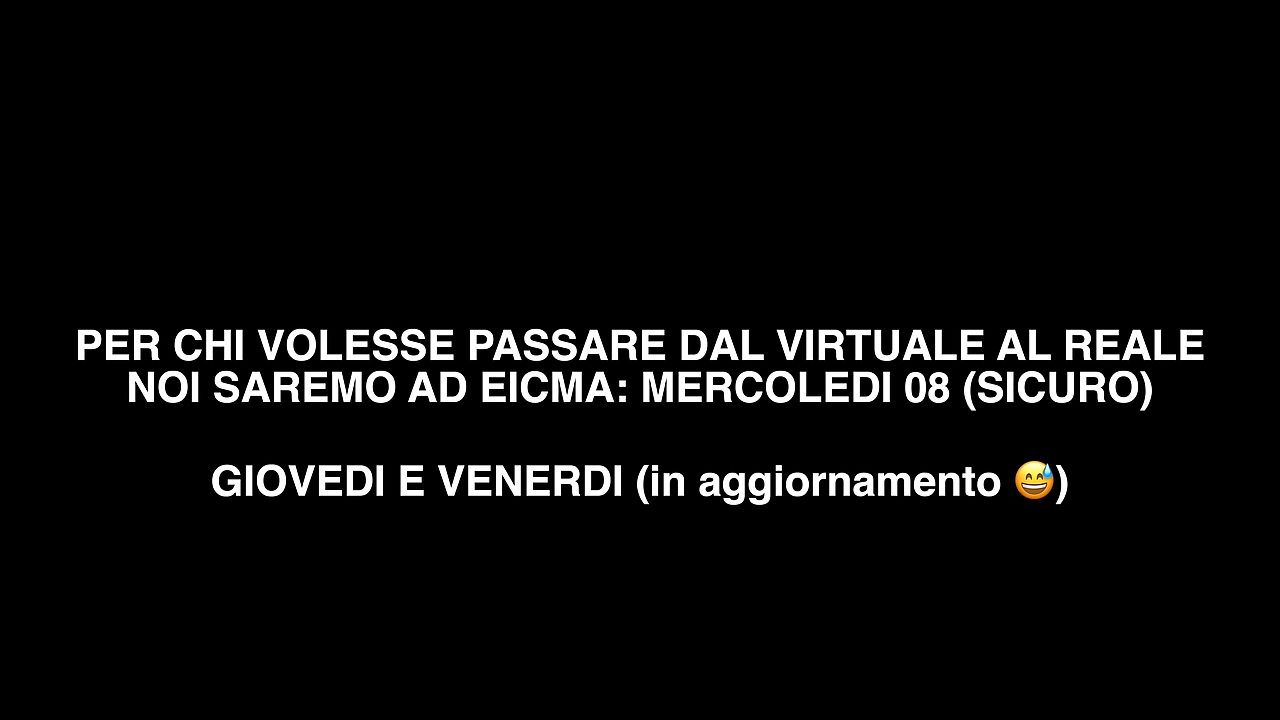 PER CHI VOLESSE PASSARE DAL VIRTUALE AL REALE
NOI SAREMO AD EICMA: MERCOLEDI 08 (SICURO)
GIOVEDI E VENERDI (in aggiornamento 😅)